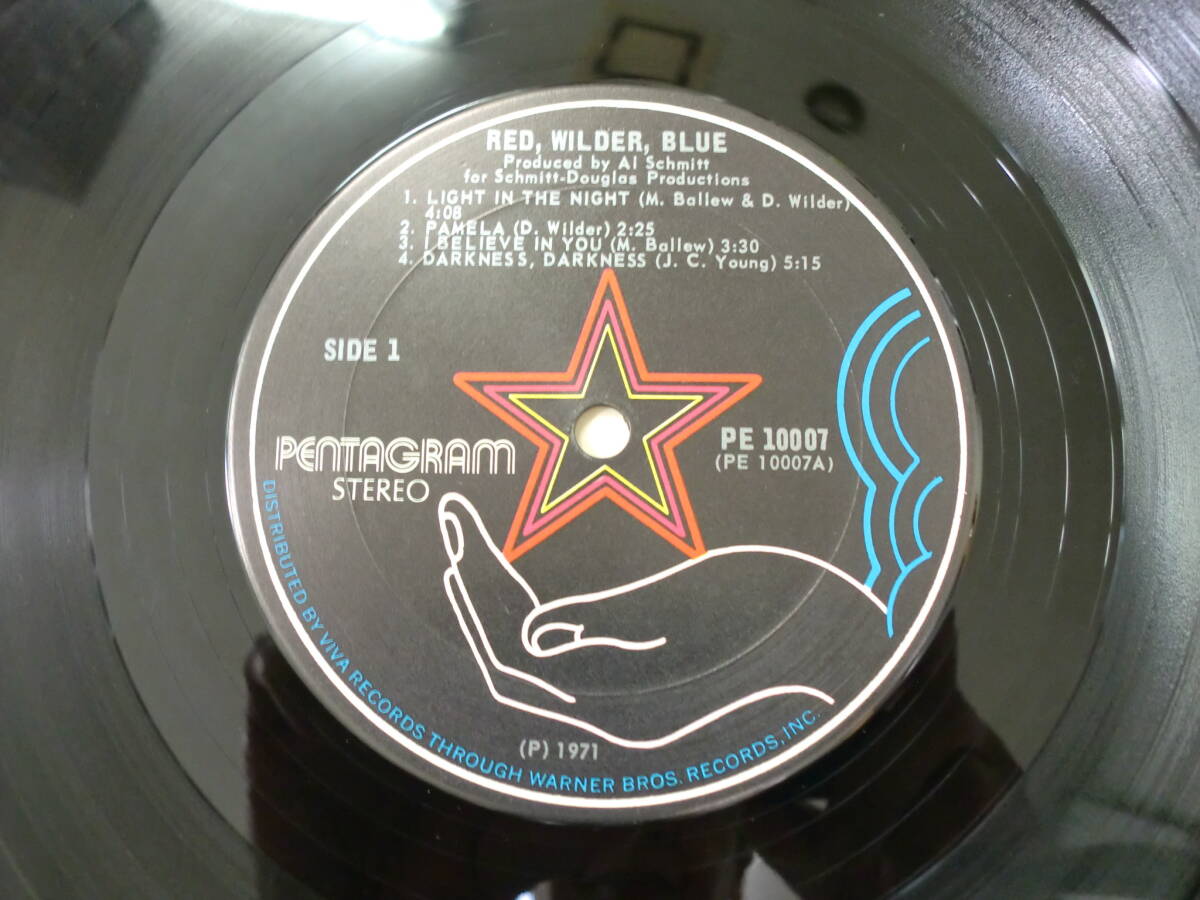 RED, WILDER, BLUE
Produced by Al Schmitt
for Schmitt-Douglas Productions
1. LIGHT IN THE NIGHT (M. Ballew & D. Wilder)
4:08
2. PAMELA (D. Wilder) 2:25
3. I BELIEVE IN YOU (M. Ballew) 3:30
4. DARKNESS, DARKNESS (J. C. Young) 5:15
SIDE 1
PENTAGRAM
STEREO
PE 10007
(PE 10007A)
(P) 1971
DISTRIBUTED BY VIVA RECORDS THROUGH WARNER BROS. RECORDS, INC.